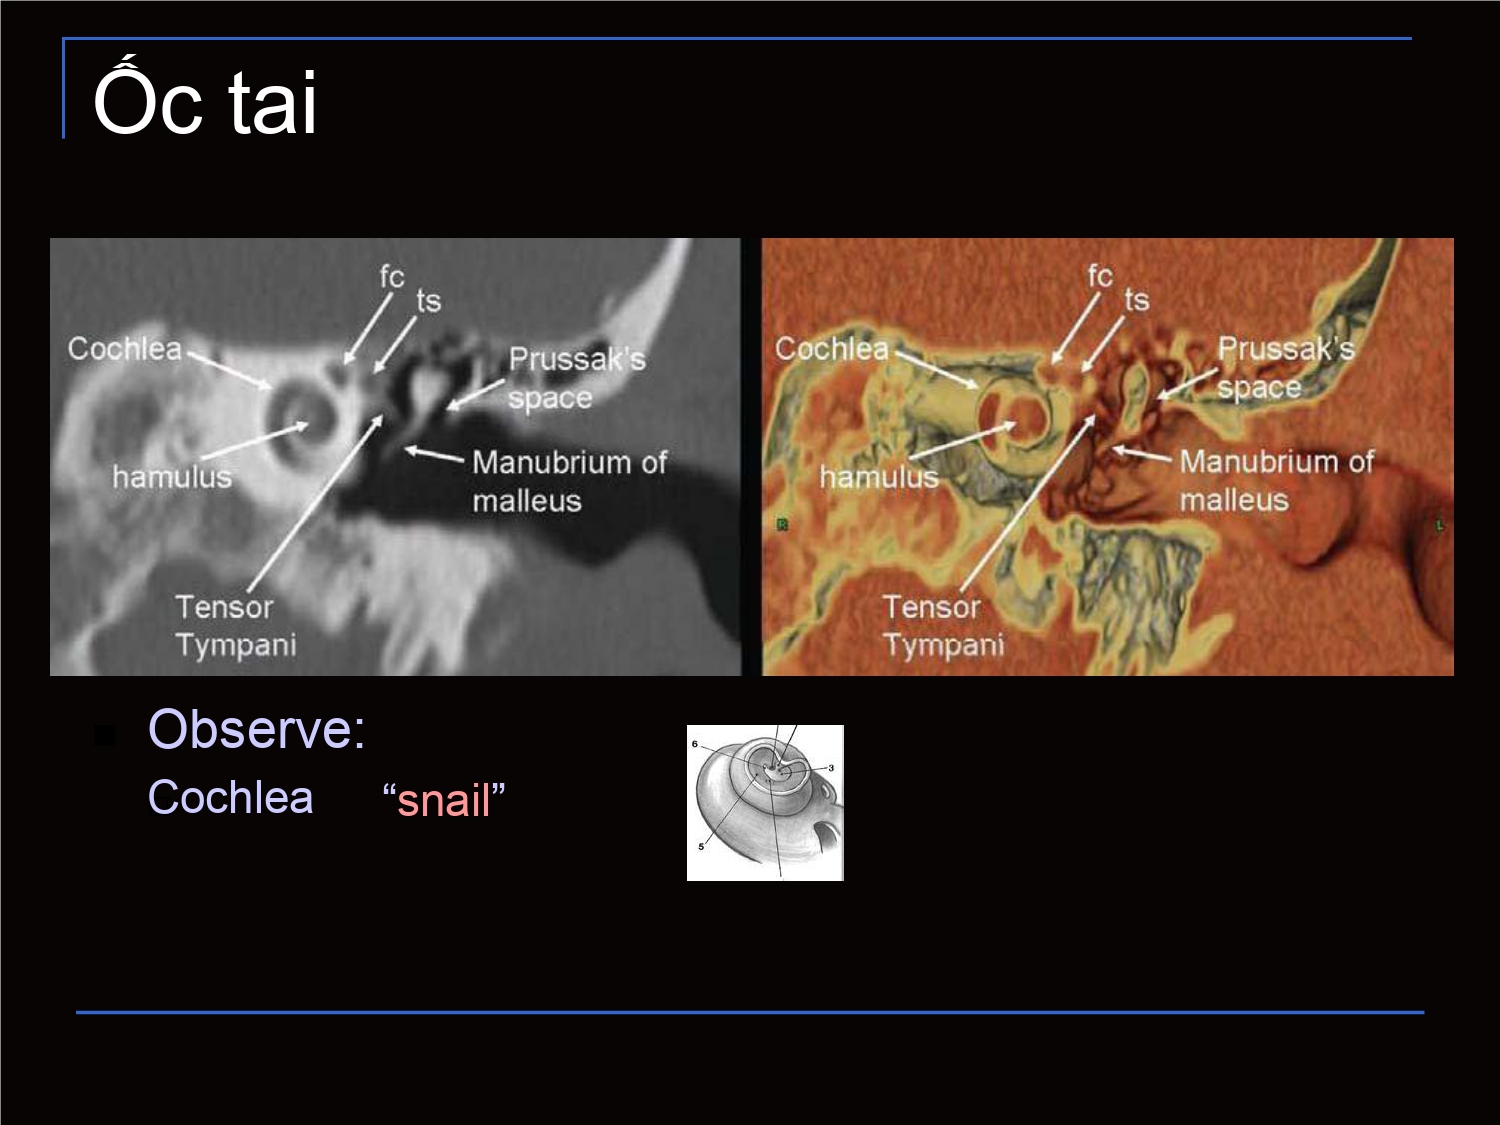 Ốc tai
fc
ts
Cochlea
Prussak's
space
hamulus
Manubrium of
malleus
Tensor
Tympani
fc
ts
Cochlea
Prussak's
space
hamulus
Manubrium of
malleus
R
L
Tensor
Tympani
Observe:
Cochlea “snail”
6
3
5